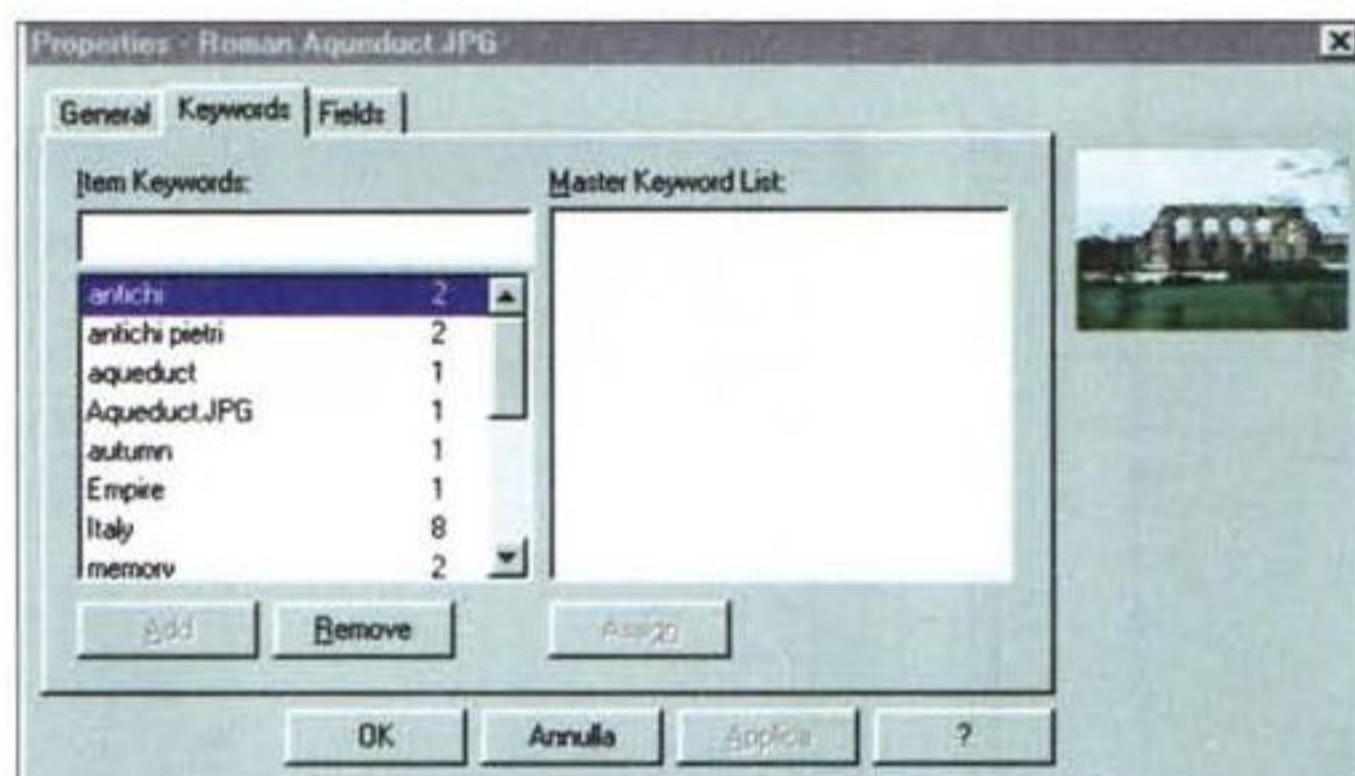 Properties - Roman Aqueduct.JPG
General Keywords Fields
Item Keywords:
Master Keyword List:
antichi 2
antichi pietri 2
aqueduct 1
Aqueduct.JPG 1
autumn 1
Empire 1
Italy 8
memory 2
Add Remove Assign
OK Annulla Applica ?